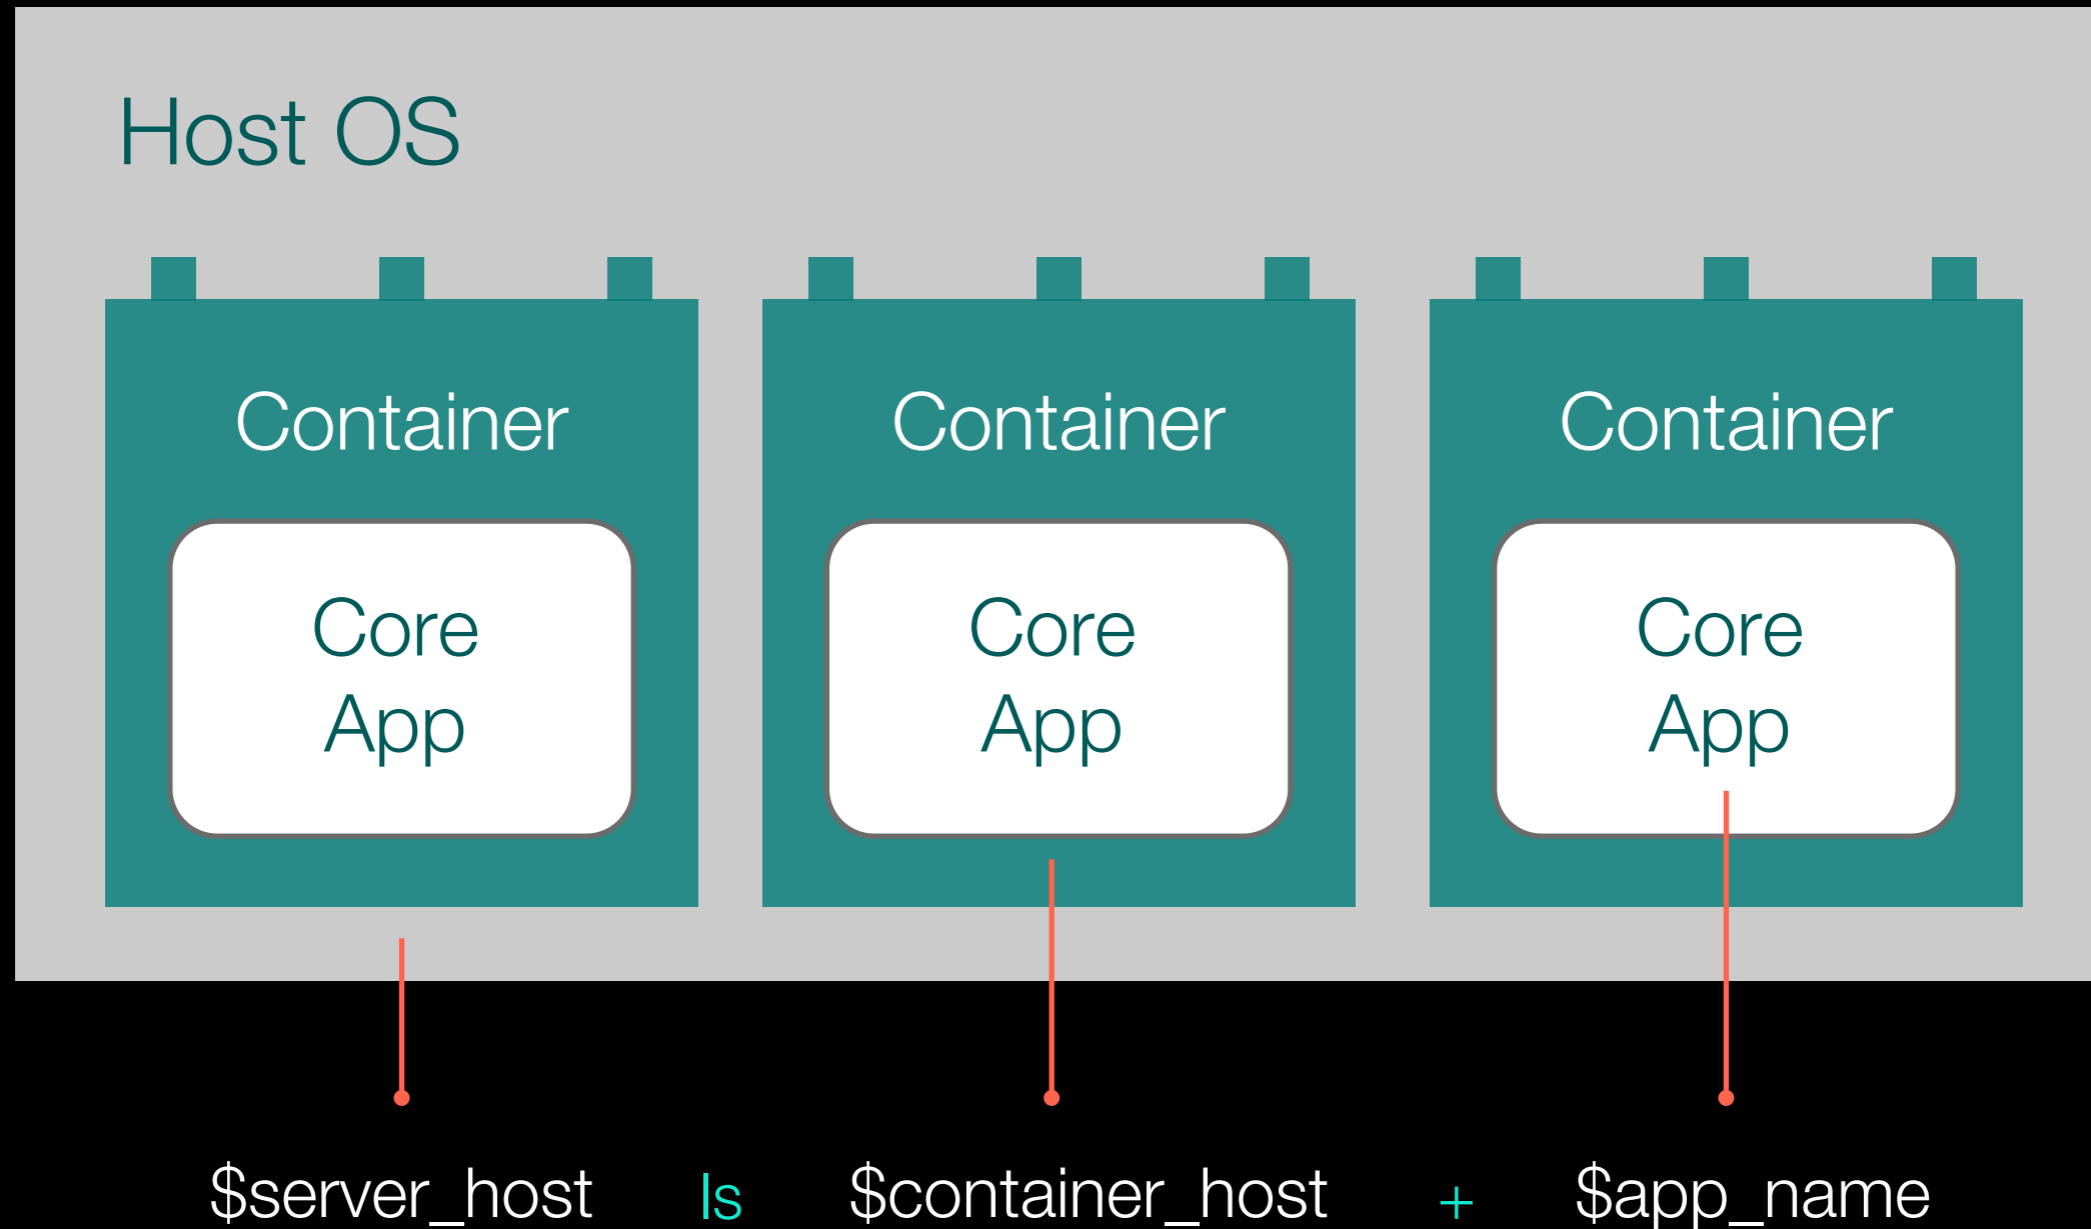 Host OS
Container
Core
App
Container
Core
App
Container
Core
App
$server_host Is $container_host + $app_name